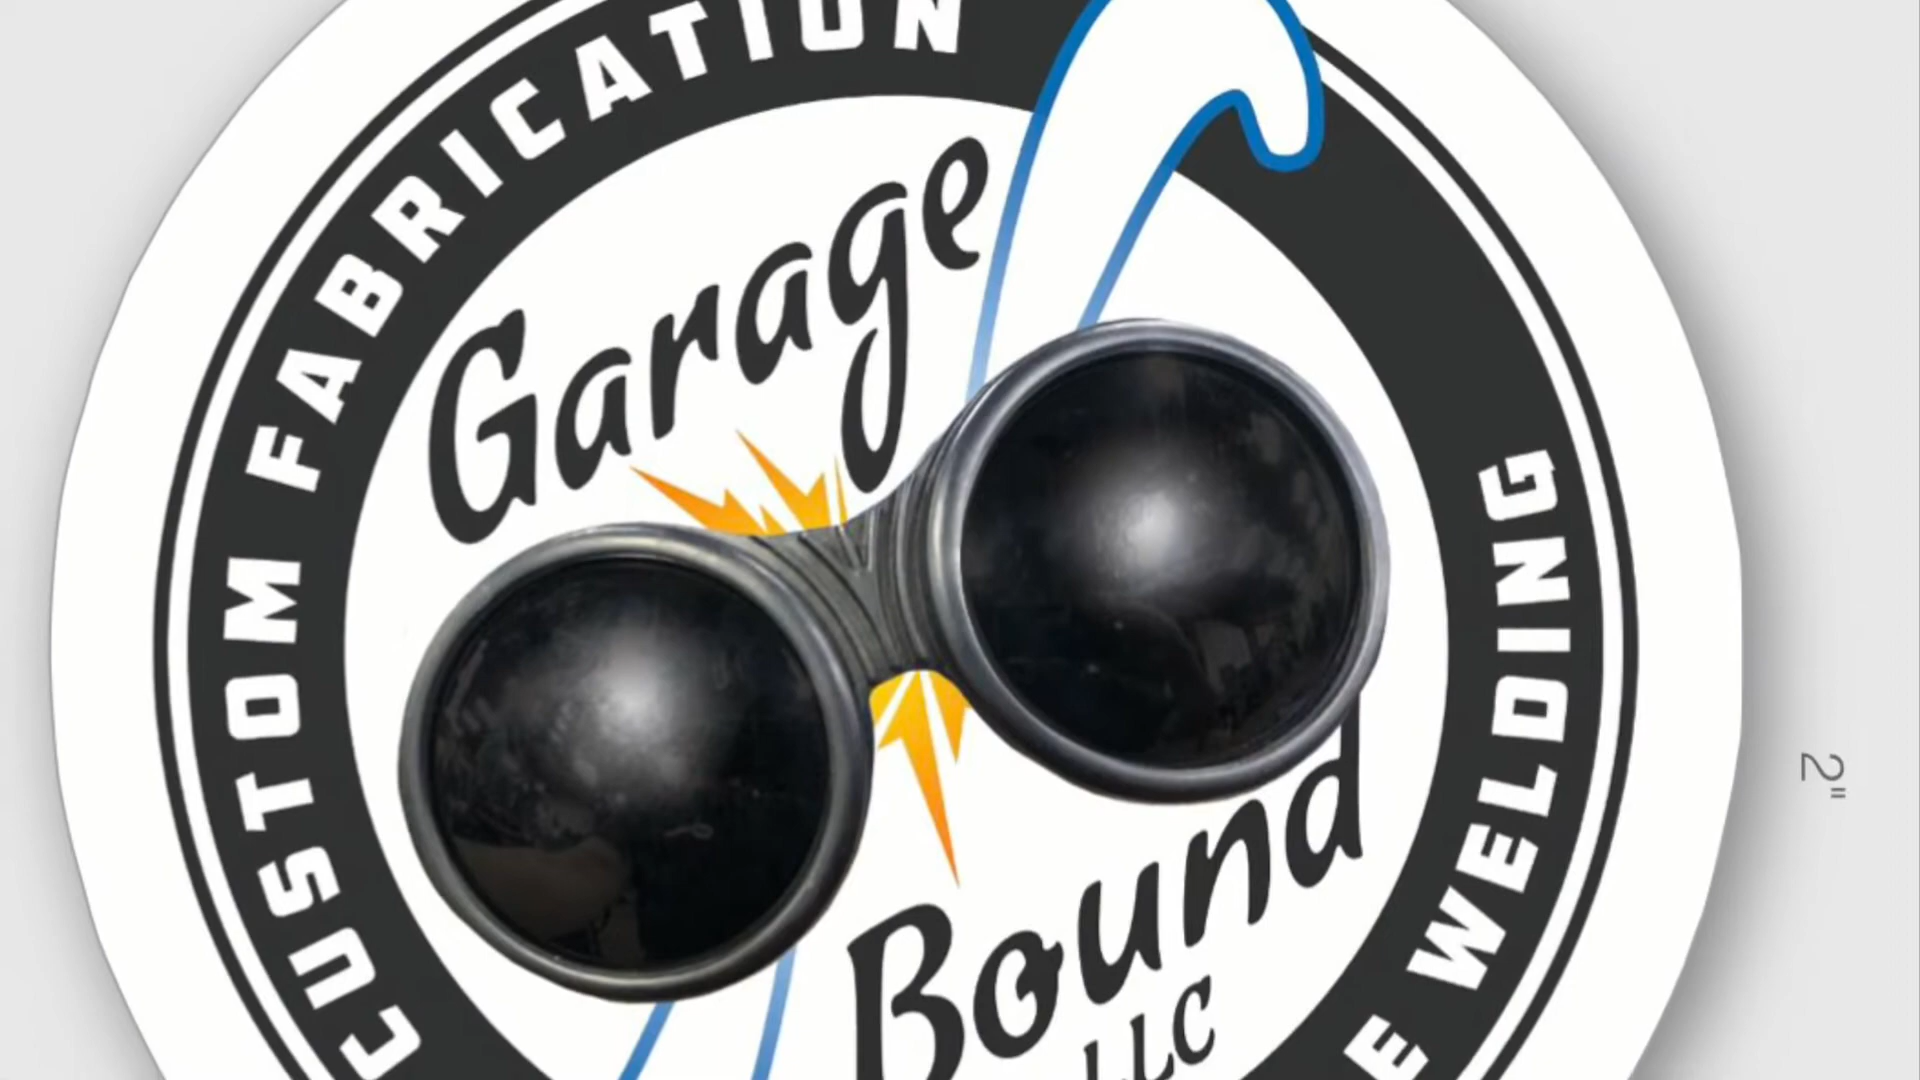 CUSTOM FABRICATION
Garage
Bound
LLC
E WELDING
2"